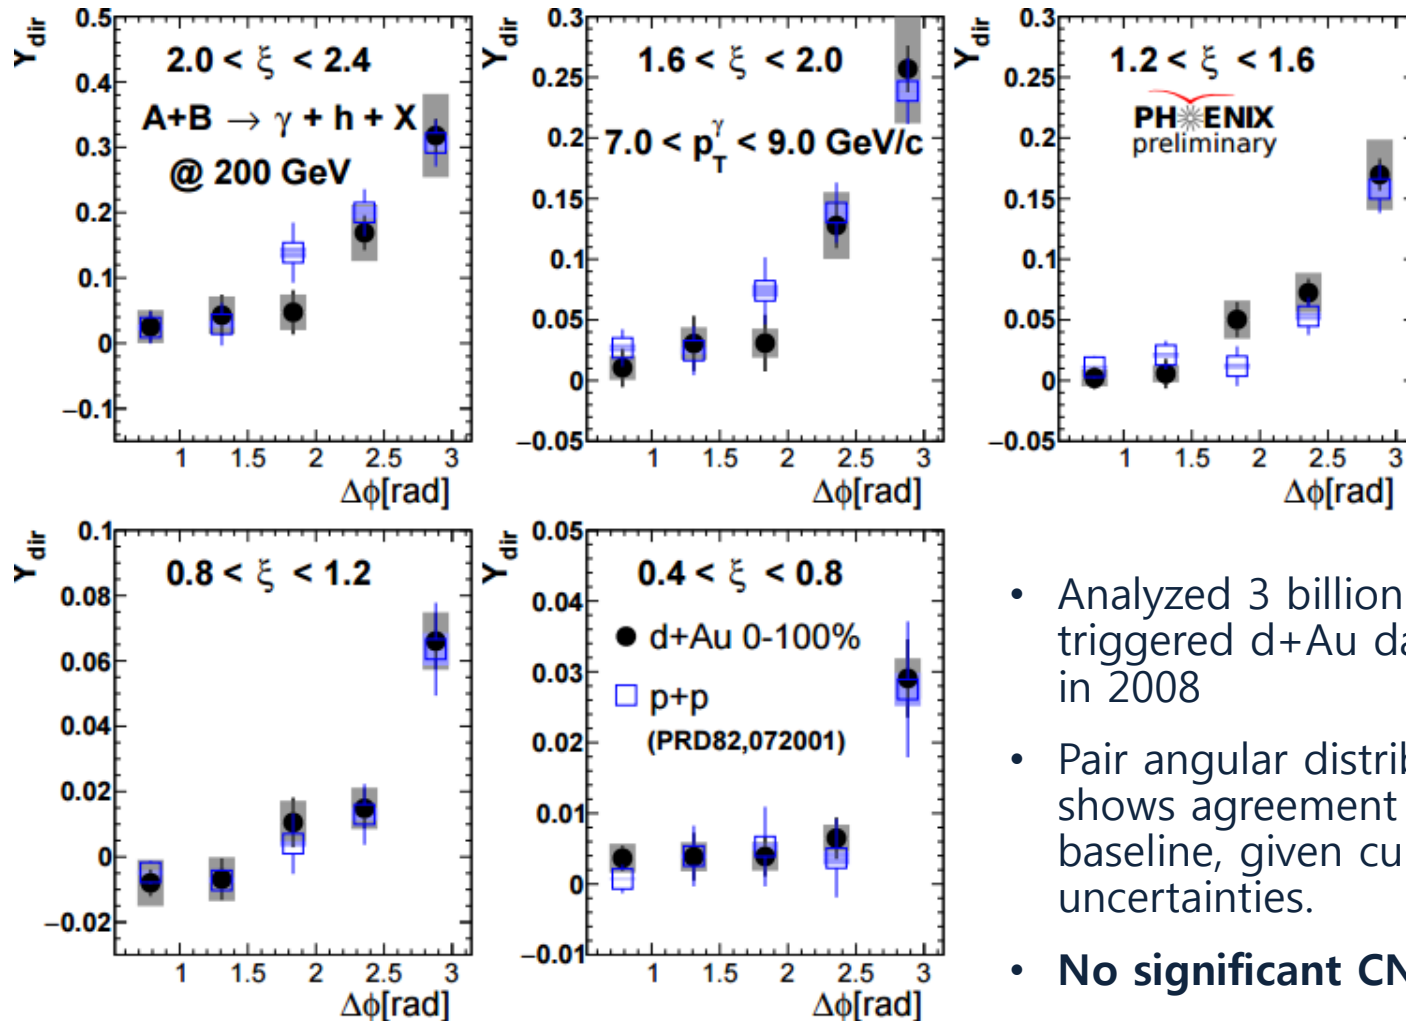 Y_dir
2.0 < ξ < 2.4
A+B → γ + h + X
@ 200 GeV
0.5
0.4
0.3
0.2
0.1
0
−0.1
1 1.5 2 2.5 3
Δϕ[rad]
Y_dir
1.6 < ξ < 2.0
7.0 < p_T^γ < 9.0 GeV/c
0.3
0.25
0.2
0.15
0.1
0.05
0
−0.05
1 1.5 2 2.5 3
Δϕ[rad]
Y_dir
1.2 < ξ < 1.6
PHENIX
preliminary
0.3
0.25
0.2
0.15
0.1
0.05
0
−0.05
1 1.5 2 2.5 3
Δϕ[rad]
Y_dir
0.8 < ξ < 1.2
0.1
0.08
0.06
0.04
0.02
0
−0.02
1 1.5 2 2.5 3
Δϕ[rad]
Y_dir
0.4 < ξ < 0.8
d+Au 0-100%
p+p
(PRD82,072001)
0.05
0.04
0.03
0.02
0.01
0
−0.01
1 1.5 2 2.5 3
Δϕ[rad]
• Analyzed 3 billion
triggered d+Au da
in 2008
• Pair angular distrib
shows agreement
baseline, given cu
uncertainties.
• No significant CN